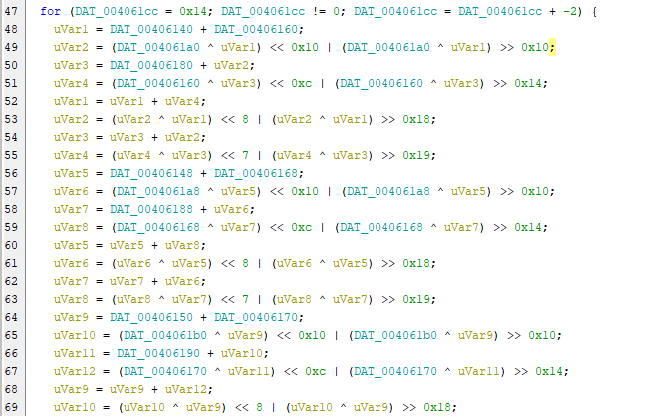 47 for (DAT_004061cc = 0x14; DAT_004061cc != 0; DAT_004061cc = DAT_004061cc + -2) {
48 uVar1 = DAT_00406140 + DAT_00406160;
49 uVar2 = (DAT_004061a0 ^ uVar1) << 0x10 | (DAT_004061a0 ^ uVar1) >> 0x10;
50 uVar3 = DAT_00406180 + uVar2;
51 uVar4 = (DAT_00406160 ^ uVar3) << 0xc | (DAT_00406160 ^ uVar3) >> 0x14;
52 uVar1 = uVar1 + uVar4;
53 uVar2 = (uVar2 ^ uVar1) << 8 | (uVar2 ^ uVar1) >> 0x18;
54 uVar3 = uVar3 + uVar2;
55 uVar4 = (uVar4 ^ uVar3) << 7 | (uVar4 ^ uVar3) >> 0x19;
56 uVar5 = DAT_00406148 + DAT_00406168;
57 uVar6 = (DAT_004061a8 ^ uVar5) << 0x10 | (DAT_004061a8 ^ uVar5) >> 0x10;
58 uVar7 = DAT_00406188 + uVar6;
59 uVar8 = (DAT_00406168 ^ uVar7) << 0xc | (DAT_00406168 ^ uVar7) >> 0x14;
60 uVar5 = uVar5 + uVar8;
61 uVar6 = (uVar6 ^ uVar5) << 8 | (uVar6 ^ uVar5) >> 0x18;
62 uVar7 = uVar7 + uVar6;
63 uVar8 = (uVar8 ^ uVar7) << 7 | (uVar8 ^ uVar7) >> 0x19;
64 uVar9 = DAT_00406150 + DAT_00406170;
65 uVar10 = (DAT_004061b0 ^ uVar9) << 0x10 | (DAT_004061b0 ^ uVar9) >> 0x10;
66 uVar11 = DAT_00406190 + uVar10;
67 uVar12 = (DAT_00406170 ^ uVar11) << 0xc | (DAT_00406170 ^ uVar11) >> 0x14;
68 uVar9 = uVar9 + uVar12;
69 uVar10 = (uVar10 ^ uVar9) << 8 | (uVar10 ^ uVar9) >> 0x18;